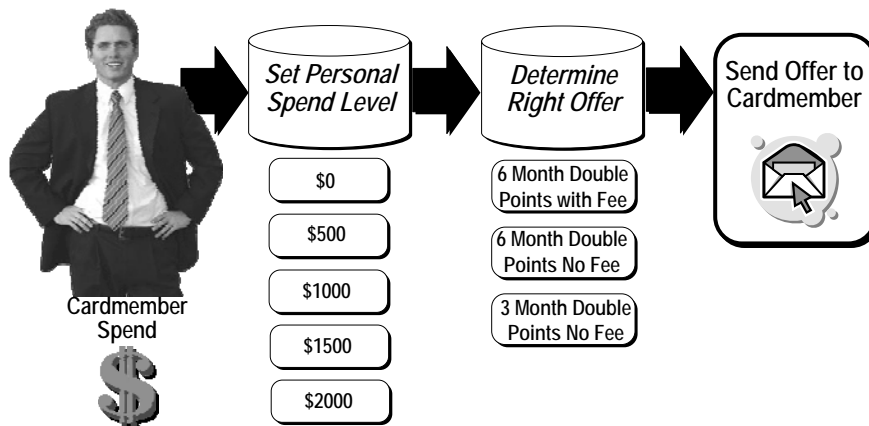 Cardmember
Spend
Set Personal
Spend Level
$0
$500
$1000
$1500
$2000
Determine
Right Offer
6 Month Double
Points with Fee
6 Month Double
Points No Fee
3 Month Double
Points No Fee
Send Offer to
Cardmember